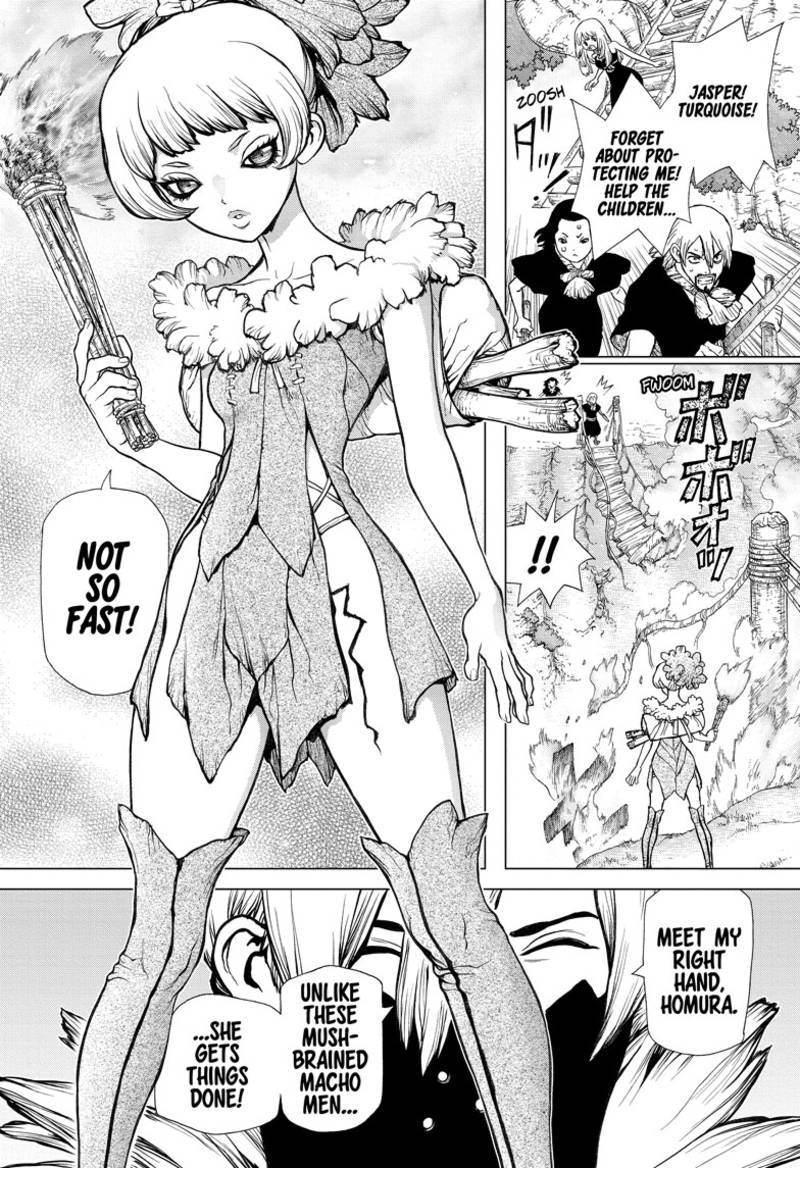 JASPER!
TURQUOISE!
FORGET
ABOUT PRO-
TECTING ME!
HELP THE
CHILDREN...
ZOOSH
ダッ
FWOOM
ボボオッ
!!
NOT
SO
FAST!
MEET MY
RIGHT
HAND,
HOMURA.
UNLIKE
THESE
MUSH-
BRAINED
MACHO
MEN...
...SHE
GETS
THINGS
DONE!